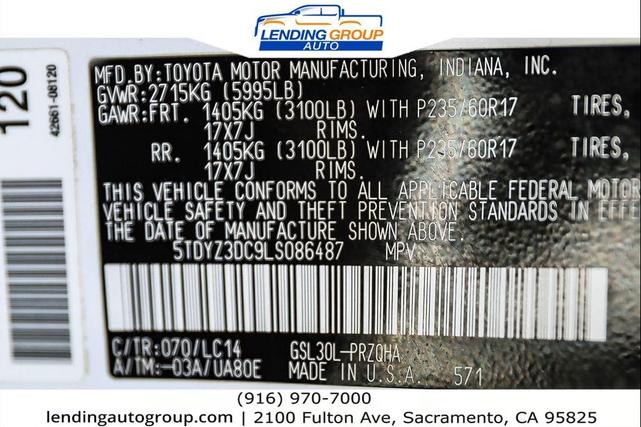 LENDING GROUP
AUTO
120
42661-08120
MFD.BY:TOYOTA MOTOR MANUFACTURING, INDIANA, INC.
GVWR:2715KG (5995LB)
GAWR:FRT. 1405KG (3100LB) WITH P235/60R17 TIRES,
17X7J RIMS.
RR. 1405KG (3100LB) WITH P235/60R17 TIRES,
17X7J RIMS.
THIS VEHICLE CONFORMS TO ALL APPLICABLE FEDERAL MOTOR
VEHICLE SAFETY AND THEFT PREVENTION STANDARDS IN EFFE
THE DATE OF MANUFACTURE SHOWN ABOVE.
5TDYZ3DC9LS086487 MPV
C/TR:070/LC14 GSL30L-PRZQHA
A/TM:-03A/UA80E MADE IN U.S.A. 571
(916) 970-7000
lendingautogroup.com | 2100 Fulton Ave, Sacramento, CA 95825